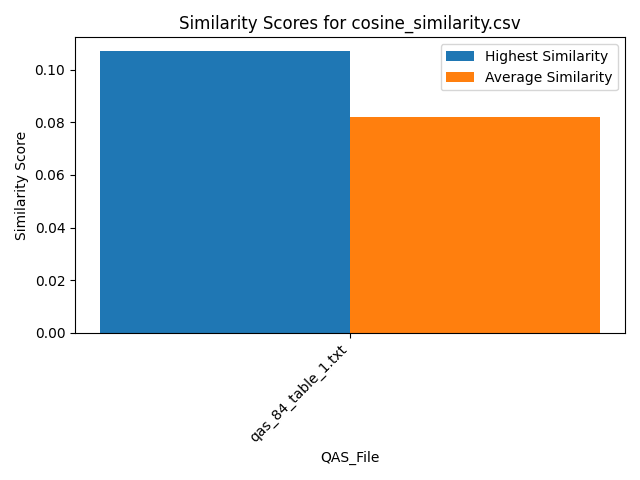 Similarity Scores for cosine_similarity.csv
Highest Similarity
Average Similarity
Similarity Score
0.10
0.08
0.06
0.04
0.02
0.00
qas_84_table_1.txt
QAS_File